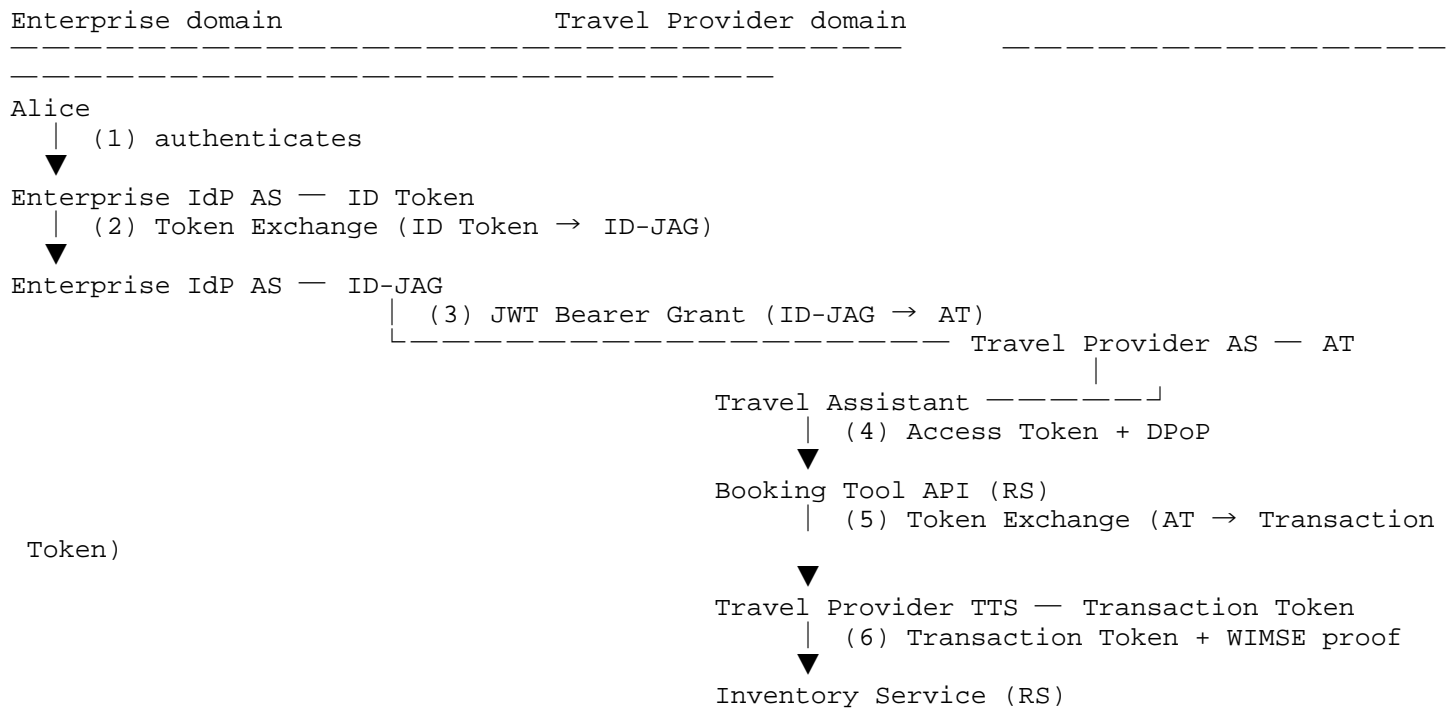 Enterprise domain Travel Provider domain
Alice
(1) authenticates
Enterprise IdP AS — ID Token
(2) Token Exchange (ID Token → ID-JAG)
Enterprise IdP AS — ID-JAG
(3) JWT Bearer Grant (ID-JAG → AT)
Travel Provider AS — AT
Travel Assistant
(4) Access Token + DPoP
Booking Tool API (RS)
(5) Token Exchange (AT → Transaction
Token)
Travel Provider TTS — Transaction Token
(6) Transaction Token + WIMSE proof
Inventory Service (RS)